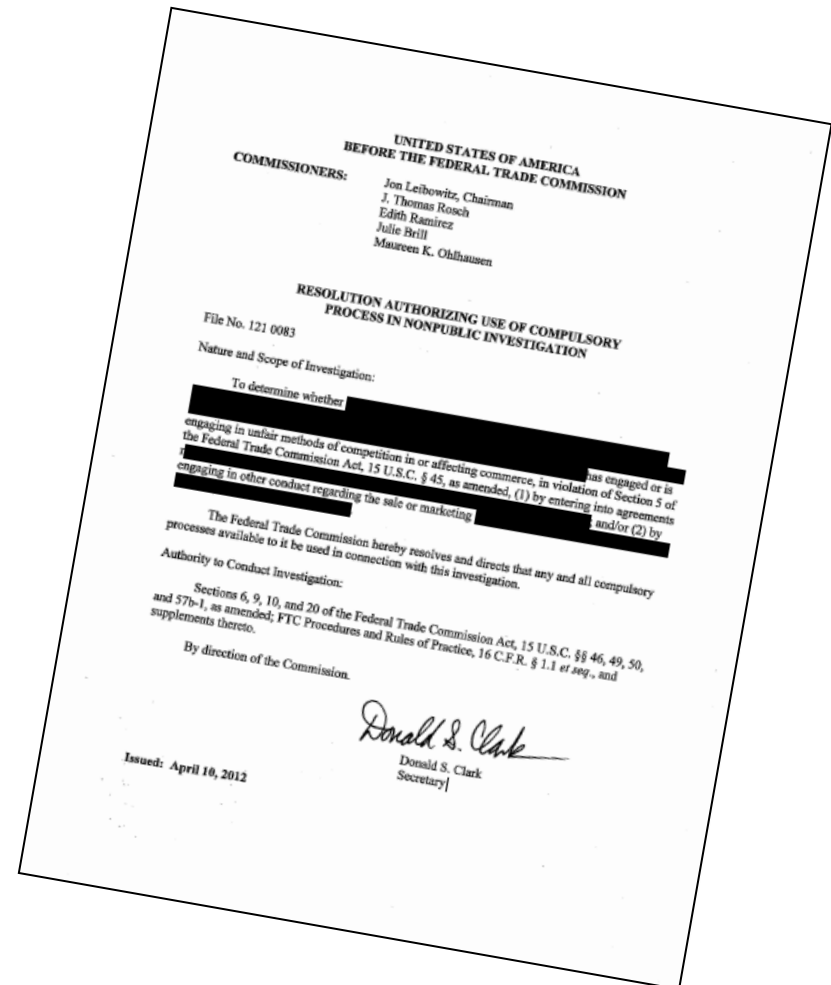 UNITED STATES OF AMERICA
BEFORE THE FEDERAL TRADE COMMISSION
COMMISSIONERS:
Jon Leibowitz, Chairman
J. Thomas Rosch
Edith Ramirez
Julie Brill
Maureen K. Ohlhausen
RESOLUTION AUTHORIZING USE OF COMPULSORY
PROCESS IN NONPUBLIC INVESTIGATION
File No. 121 0083
Nature and Scope of Investigation:
To determine whether
has engaged or is
engaging in unfair methods of competition in or affecting commerce, in violation of Section 5 of
the Federal Trade Commission Act, 15 U.S.C. § 45, as amended, (1) by entering into agreements
and/or (2) by
engaging in other conduct regarding the sale or marketing
.
The Federal Trade Commission hereby resolves and directs that any and all compulsory
processes available to it be used in connection with this investigation.
Authority to Conduct Investigation:
Sections 6, 9, 10, and 20 of the Federal Trade Commission Act, 15 U.S.C. §§ 46, 49, 50,
and 57b-1, as amended; FTC Procedures and Rules of Practice, 16 C.F.R. § 1.1 et seq., and
supplements thereto.
By direction of the Commission.
Donald S. Clark
Donald S. Clark
Secretary
Issued: April 10, 2012